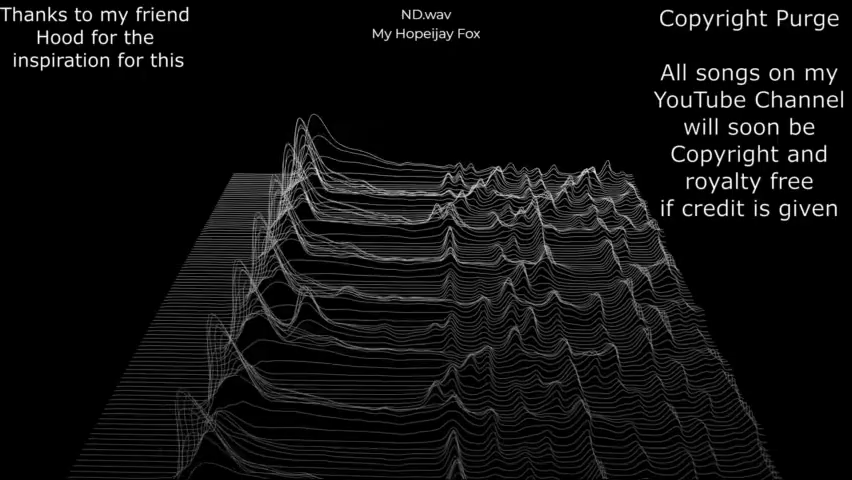 Thanks to my friend
Hood for the
inspiration for this
ND.wav
My Hopeijay Fox
Copyright Purge
All songs on my
YouTube Channel
will soon be
Copyright and
royalty free
if credit is given